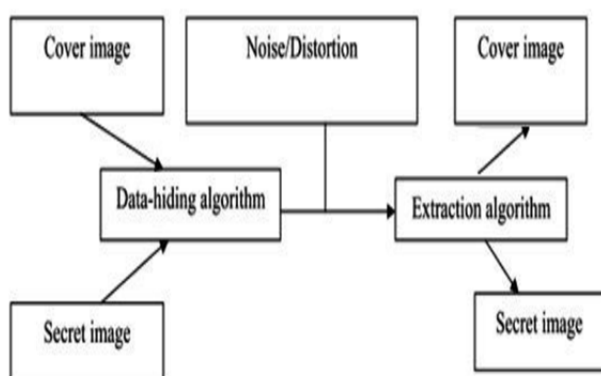 Cover image
Noise/Distortion
Cover image
Data-hiding algorithm
Extraction algorithm
Secret image
Secret image